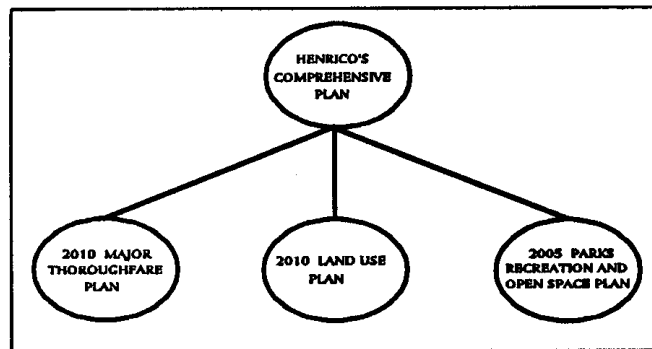 HENRICO'S
COMPREHENSIVE
PLAN
2010 MAJOR
THOROUGHFARE
PLAN
2010 LAND USE
PLAN
2005 PARKS
RECREATION AND
OPEN SPACE PLAN